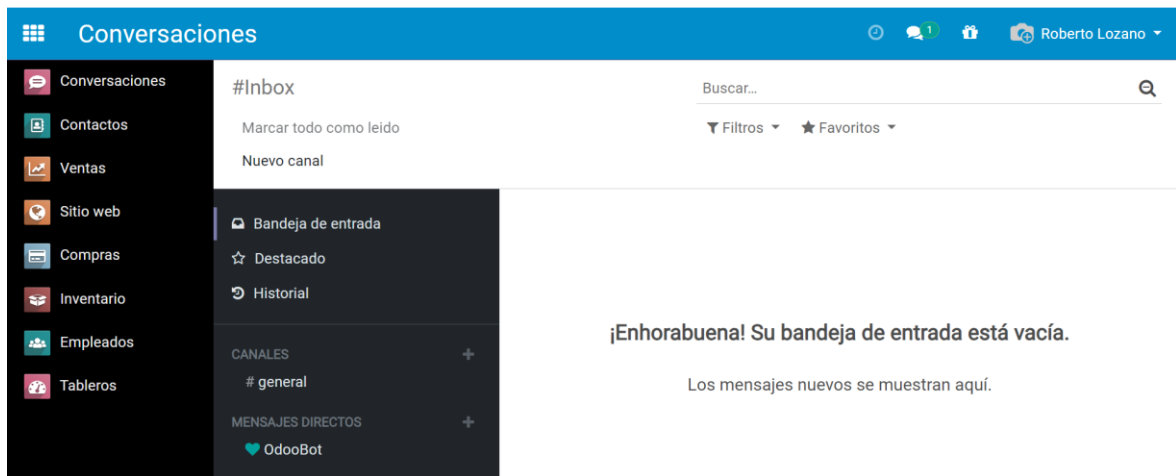 Conversaciones
1
Roberto Lozano
Conversaciones
Contactos
Ventas
Sitio web
Compras
Inventario
Empleados
Tableros
#Inbox
Marcar todo como leido
Nuevo canal
Buscar...
Filtros
Favoritos
Bandeja de entrada
Destacado
Historial
CANALES
# general
MENSAJES DIRECTOS
OdooBot
¡Enhorabuena! Su bandeja de entrada está vacía.
Los mensajes nuevos se muestran aquí.